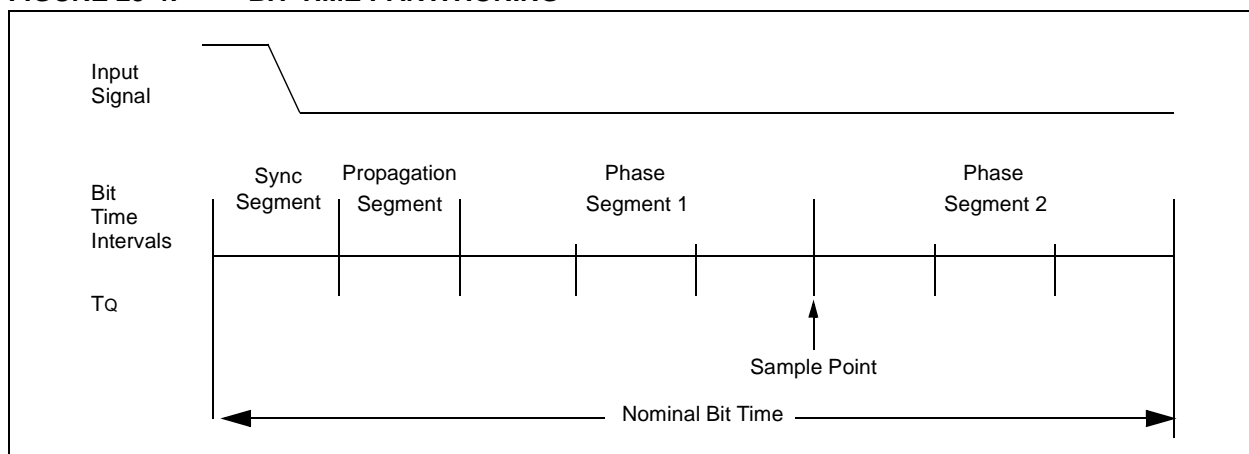 Input
Signal
Bit
Time
Intervals
Sync
Segment
Propagation
Segment
Phase
Segment 1
Phase
Segment 2
TQ
Sample Point
Nominal Bit Time